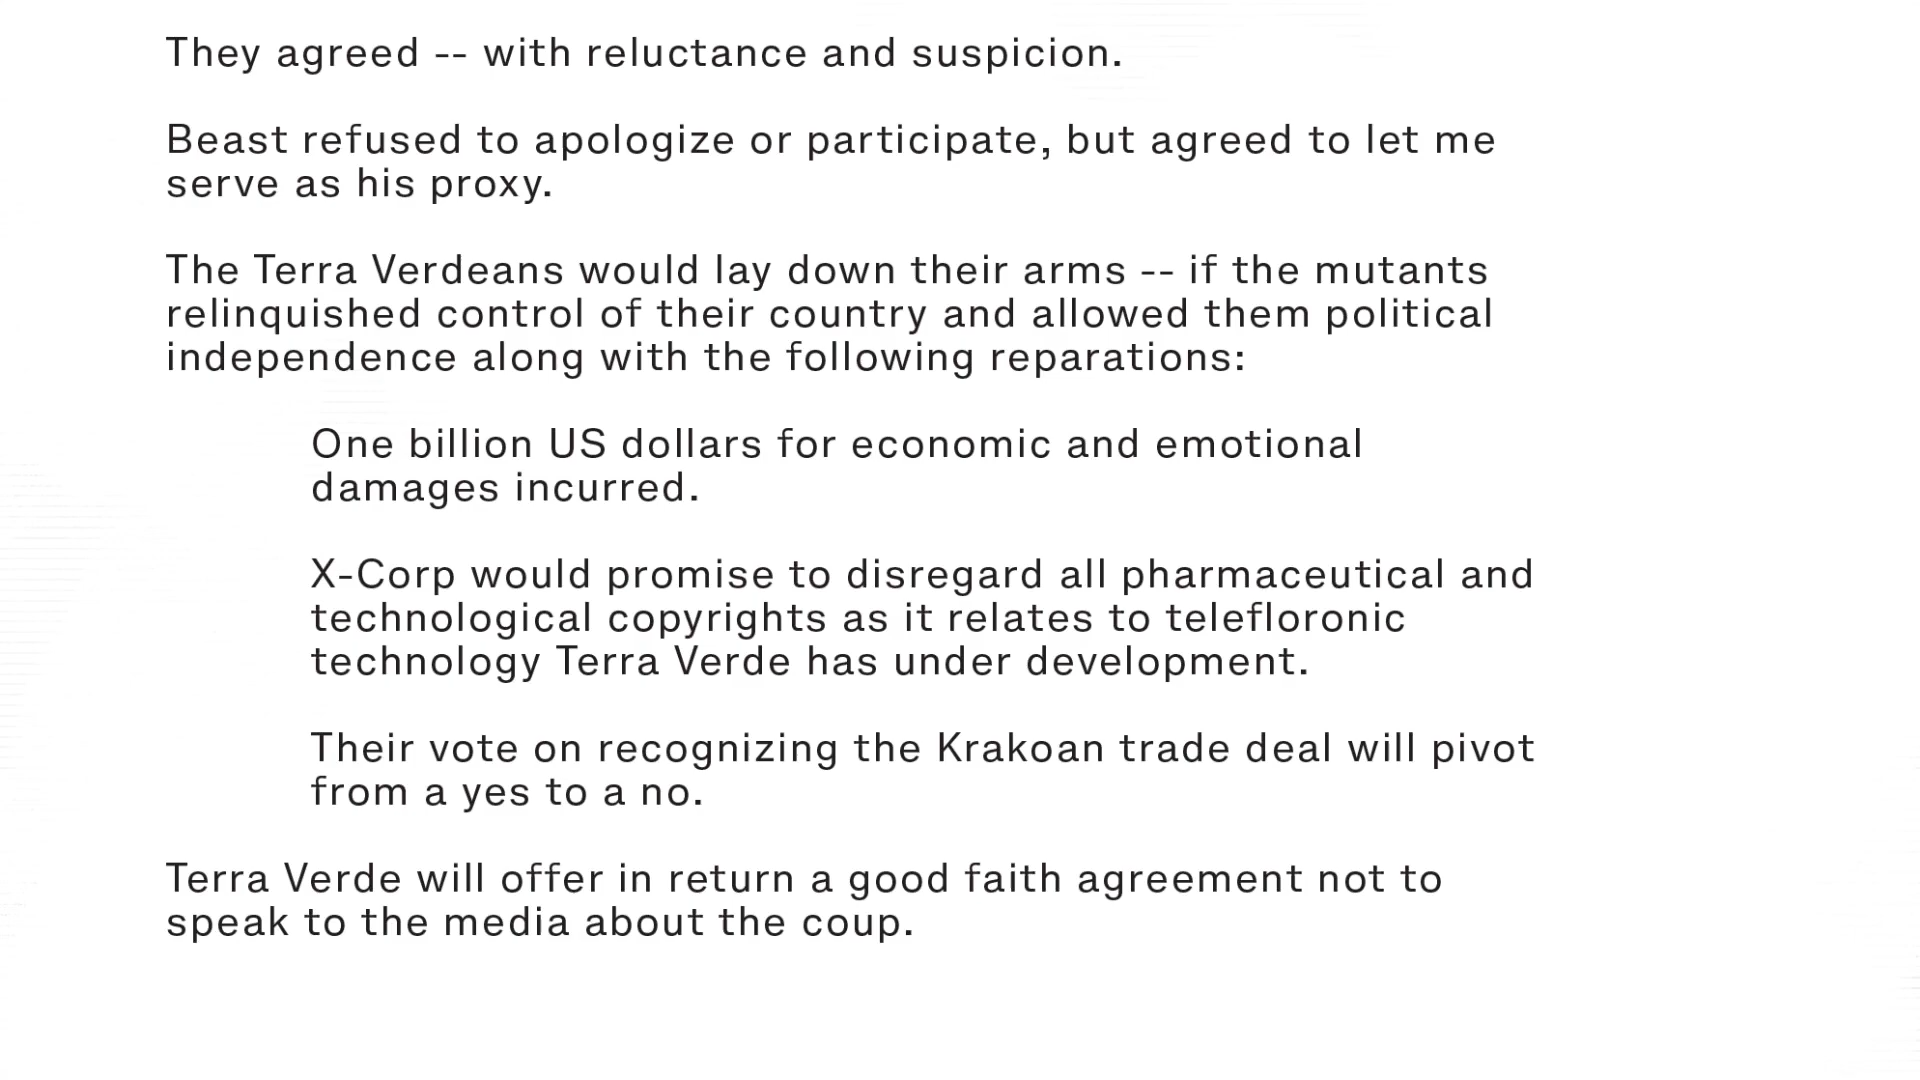 They agreed -- with reluctance and suspicion.
Beast refused to apologize or participate, but agreed to let me
serve as his proxy.
The Terra Verdeans would lay down their arms -- if the mutants
relinquished control of their country and allowed them political
independence along with the following reparations:
One billion US dollars for economic and emotional
damages incurred.
X-Corp would promise to disregard all pharmaceutical and
technological copyrights as it relates to telefloronic
technology Terra Verde has under development.
Their vote on recognizing the Krakoan trade deal will pivot
from a yes to a no.
Terra Verde will offer in return a good faith agreement not to
speak to the media about the coup.